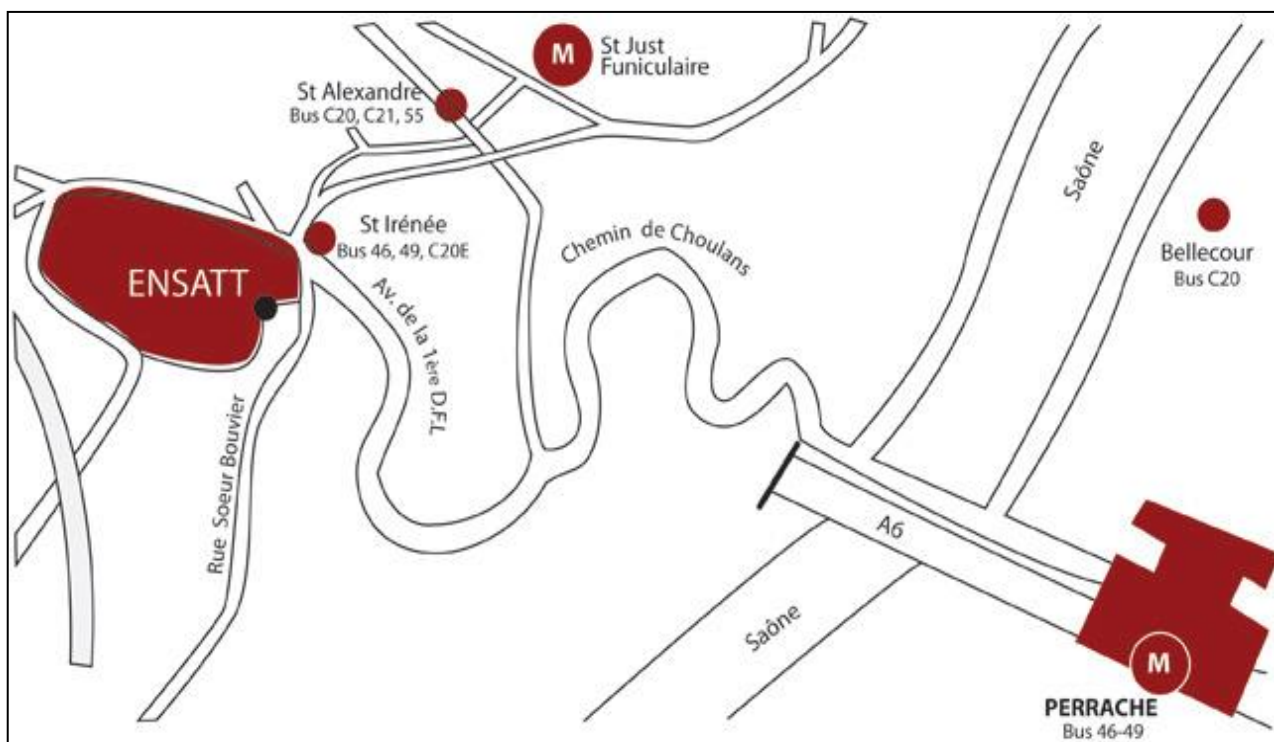 M
St Just
Funiculaire
St Alexandre
Bus C20, C21, 55
Saône
St Irénée
Bus 46, 49, C20E
Chemin de Choulans
Bellecour
Bus C20
ENSATT
Av. de la 1ère D.F.L
Rue Soeur Bouvier
A6
Saône
M
PERRACHE
Bus 46-49